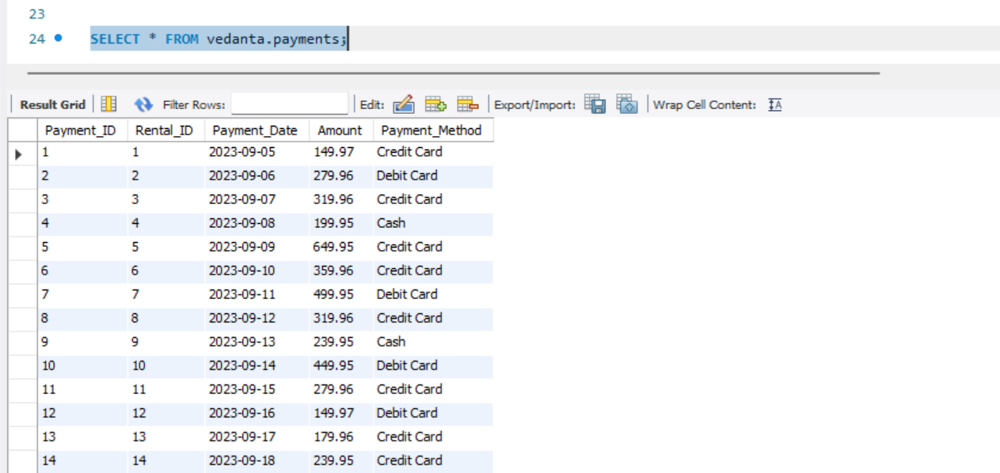 23
24 SELECT * FROM vedanta.payments;
Result Grid Filter Rows: Edit: Export/Import: Wrap Cell Content: IA
Payment_ID Rental_ID Payment_Date Amount Payment_Method
1 1 2023-09-05 149.97 Credit Card
2 2 2023-09-06 279.96 Debit Card
3 3 2023-09-07 319.96 Credit Card
4 4 2023-09-08 199.95 Cash
5 5 2023-09-09 649.95 Credit Card
6 6 2023-09-10 359.96 Credit Card
7 7 2023-09-11 499.95 Debit Card
8 8 2023-09-12 319.96 Credit Card
9 9 2023-09-13 239.95 Cash
10 10 2023-09-14 449.95 Debit Card
11 11 2023-09-15 279.96 Credit Card
12 12 2023-09-16 149.97 Debit Card
13 13 2023-09-17 179.96 Credit Card
14 14 2023-09-18 239.95 Credit Card